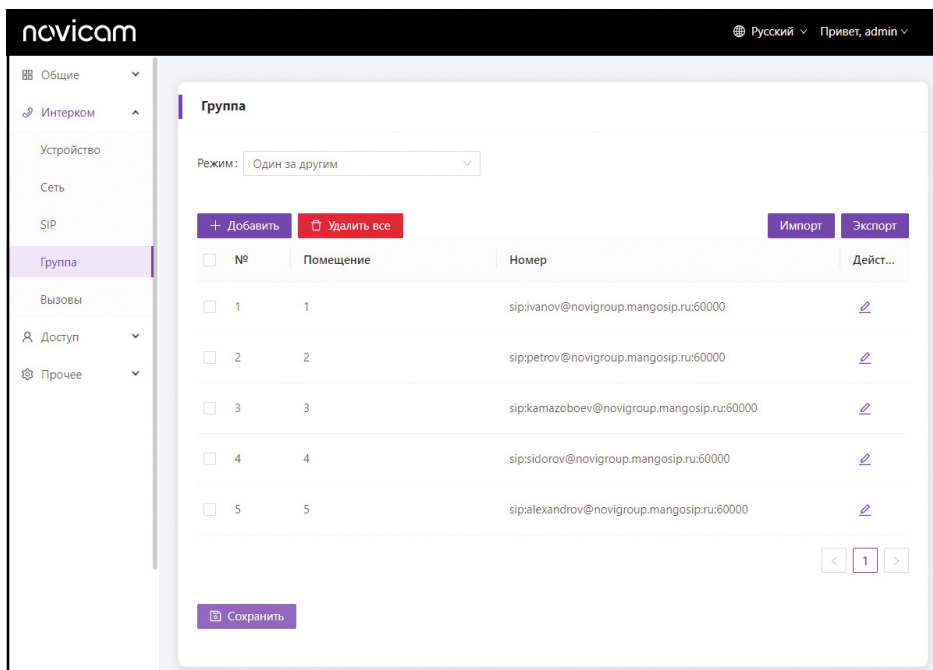 novicam
Русский Привет, admin
Общие
Интерком
Устройство
Сеть
SIP
Группа
Вызовы
Доступ
Прочее
Группа
Режим: Один за другим
+ Добавить Удалить все Импорт Экспорт
№ Помещение Номер Дейст...
1 1 sip:ivanov@novigroup.mangosip.ru:60000
2 2 sip:petrov@novigroup.mangosip.ru:60000
3 3 sip:kamazoboev@novigroup.mangosip.ru:60000
4 4 sip:sidorov@novigroup.mangosip.ru:60000
5 5 sip:alexandrov@novigroup.mangosip.ru:60000
< 1 >
Сохранить